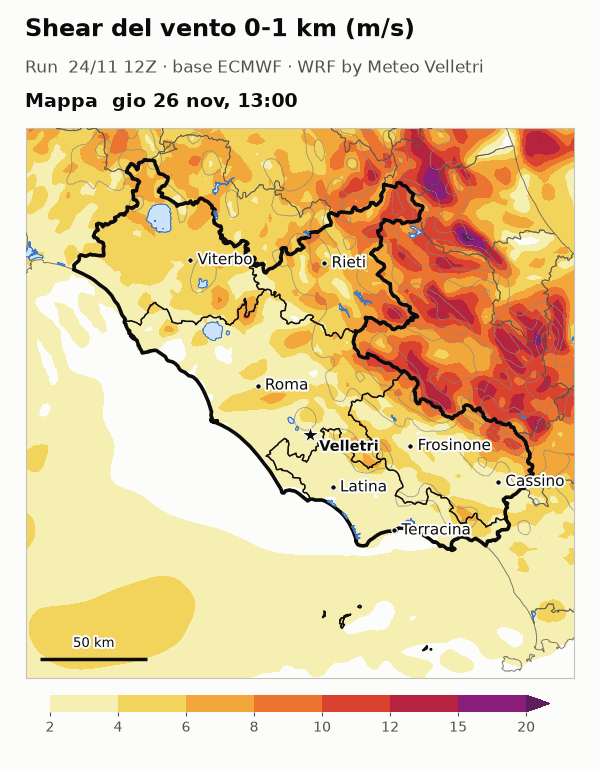 Shear del vento 0-1 km (m/s)
Run  24/11 12Z · base ECMWF · WRF by Meteo Velletri
Mappa  gio 26 nov, 13:00
Viterbo
Rieti
Roma
Velletri
Frosinone
Latina
Cassino
Terracina
50 km
2 4 6 8 10 12 15 20